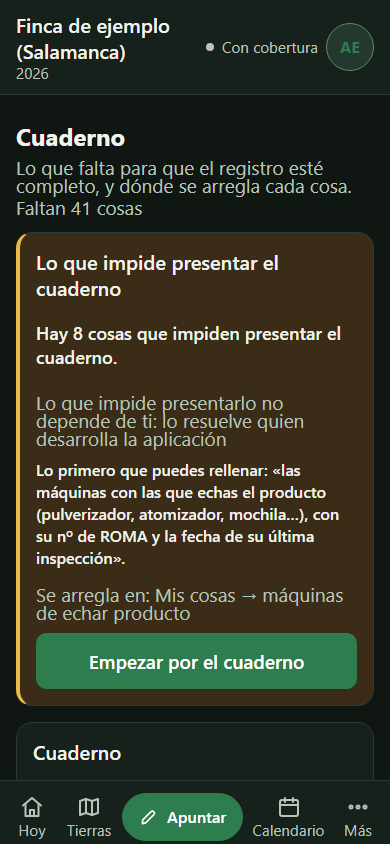 Finca de ejemplo
(Salamanca)
2026
Con cobertura
AE
Cuaderno
Lo que falta para que el registro esté
completo, y dónde se arregla cada cosa.
Faltan 41 cosas
Lo que impide presentar el
cuaderno
Hay 8 cosas que impiden presentar el
cuaderno.
Lo que impide presentarlo no
depende de ti: lo resuelve quien
desarrolla la aplicación
Lo primero que puedes rellenar: «las
máquinas con las que echas el producto
(pulverizador, atomizador, mochila…), con
su nº de ROMA y la fecha de su última
inspección».
Se arregla en: Mis cosas → máquinas
de echar producto
Empezar por el cuaderno
Cuaderno
Hoy
Tierras
Apuntar
Calendario
Más